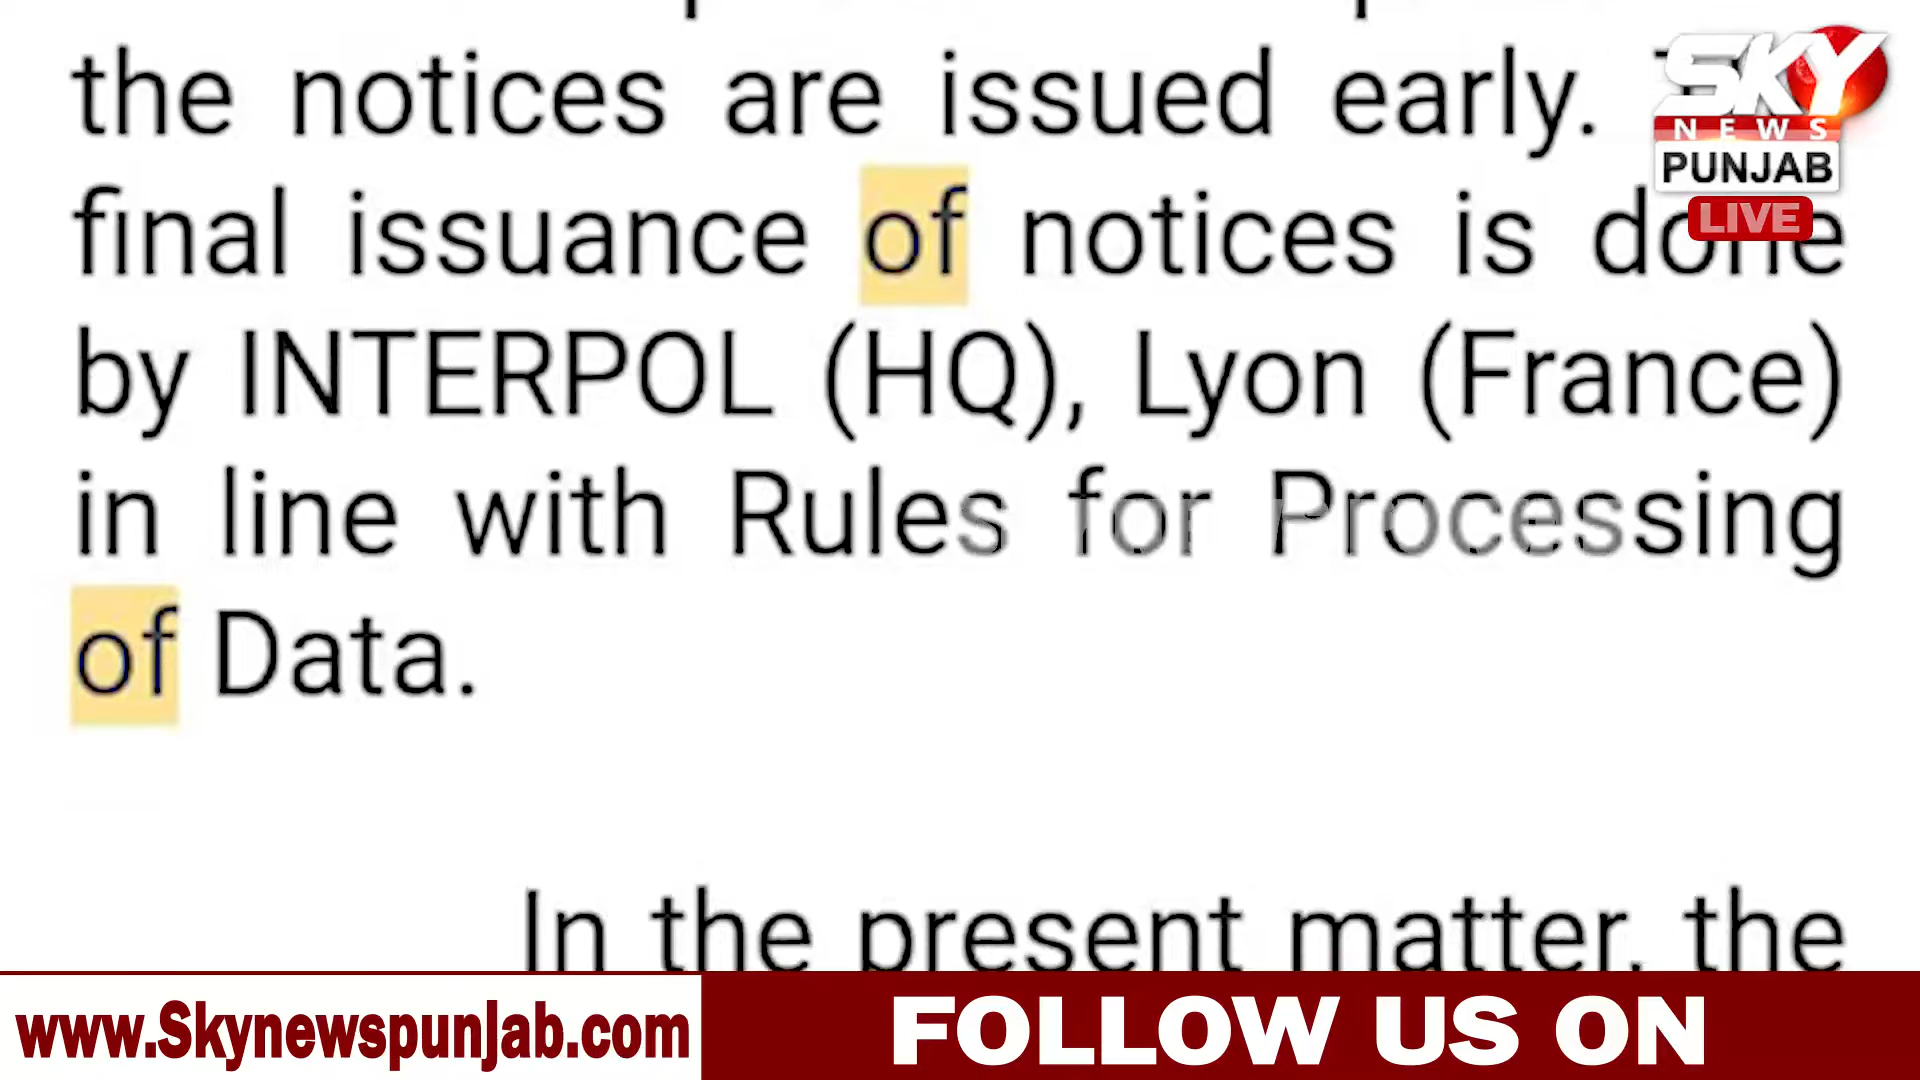 the notices are issued early.
final issuance of notices is done
by INTERPOL (HQ), Lyon (France)
in line with Rules for Processing
of Data.
In the present matter, the
SKY
NEWS
PUNJAB
LIVE
www.SkynewspunJab.com
FOLLOW US ON